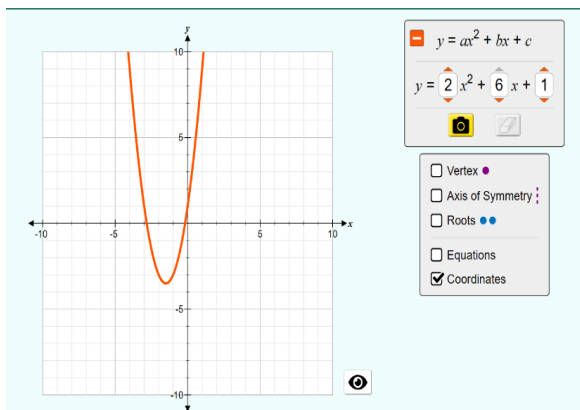 y
10
5
-10
-5
5
10
x
-5
-10
y = ax² + bx + c
y = 2 x² + 6 x + 1
Vertex
Axis of Symmetry
Roots
Equations
Coordinates